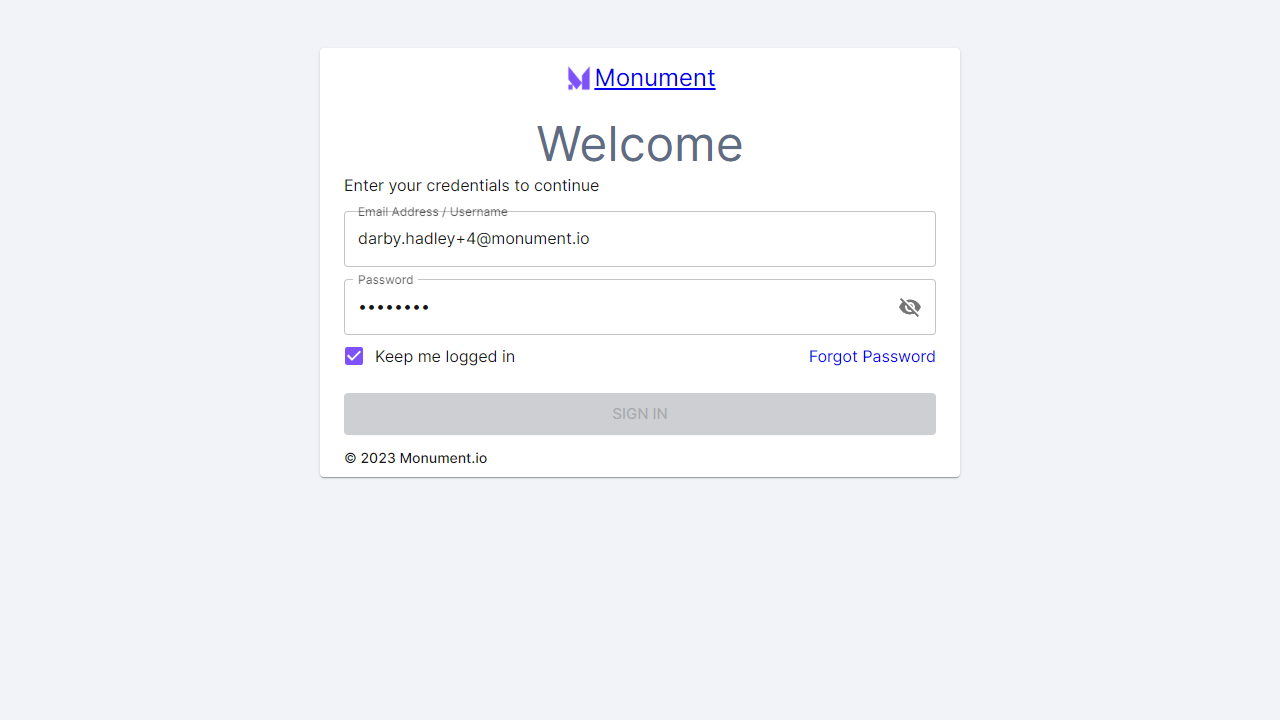 Monument
Welcome
Enter your credentials to continue
Email Address / Username
darby.hadley+4@monument.io
Password
••••••••
Keep me logged in
Forgot Password
SIGN IN
© 2023 Monument.io